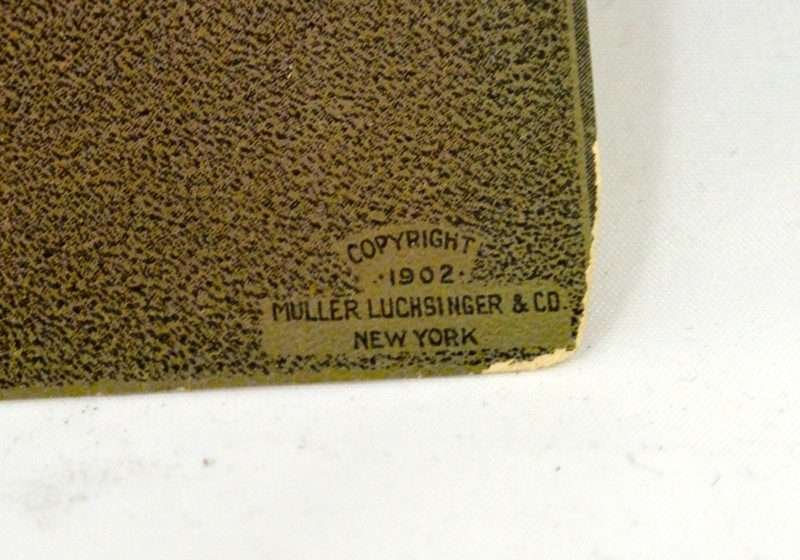 COPYRIGHT
·1902·
MULLER LUCHSINGER & CO.
NEW YORK